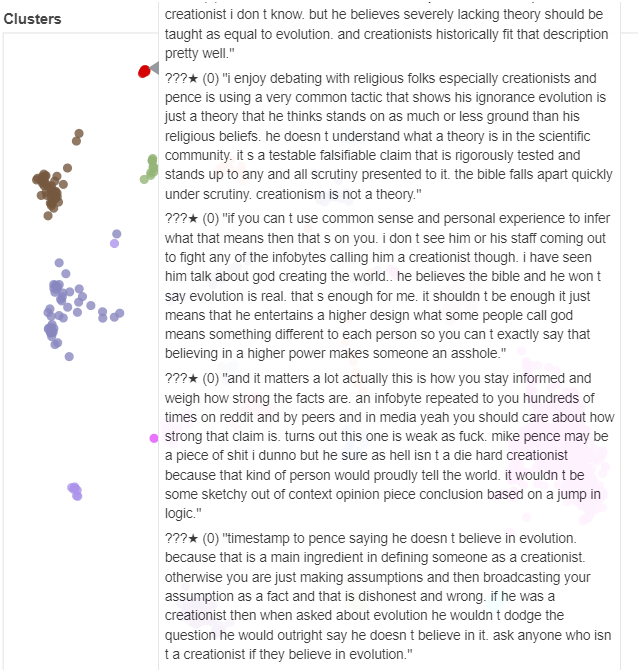 Clusters
creationist i don t know. but he believes severely lacking theory should be
taught as equal to evolution. and creationists historically fit that description
pretty well."
???★ (0) "i enjoy debating with religious folks especially creationists and
pence is using a very common tactic that shows his ignorance evolution is
just a theory that he thinks stands on as much or less ground than his
religious beliefs. he doesn t understand what a theory is in the scientific
community. it s a testable falsifiable claim that is rigorously tested and
stands up to any and all scrutiny presented to it. the bible falls apart quickly
under scrutiny. creationism is not a theory."
???★ (0) "if you can t use common sense and personal experience to infer
what that means then that s on you. i don t see him or his staff coming out
to fight any of the infobytes calling him a creationist though. i have seen
him talk about god creating the world.. he believes the bible and he won t
say evolution is real. that s enough for me. it shouldn t be enough it just
means that he entertains a higher design what some people call god
means something different to each person so you can t exactly say that
believing in a higher power makes someone an asshole."
???★ (0) "and it matters a lot actually this is how you stay informed and
weigh how strong the facts are. an infobyte repeated to you hundreds of
times on reddit and by peers and in media yeah you should care about how
strong that claim is. turns out this one is weak as fuck. mike pence may be
a piece of shit i dunno but he sure as hell isn t a die hard creationist
because that kind of person would proudly tell the world. it wouldn t be
some sketchy out of context opinion piece conclusion based on a jump in
logic."
???★ (0) "timestamp to pence saying he doesn t believe in evolution.
because that is a main ingredient in defining someone as a creationist.
otherwise you are just making assumptions and then broadcasting your
assumption as a fact and that is dishonest and wrong. if he was a
creationist then when asked about evolution he wouldn t dodge the
question he would outright say he doesn t believe in it. ask anyone who isn
t a creationist if they believe in evolution."